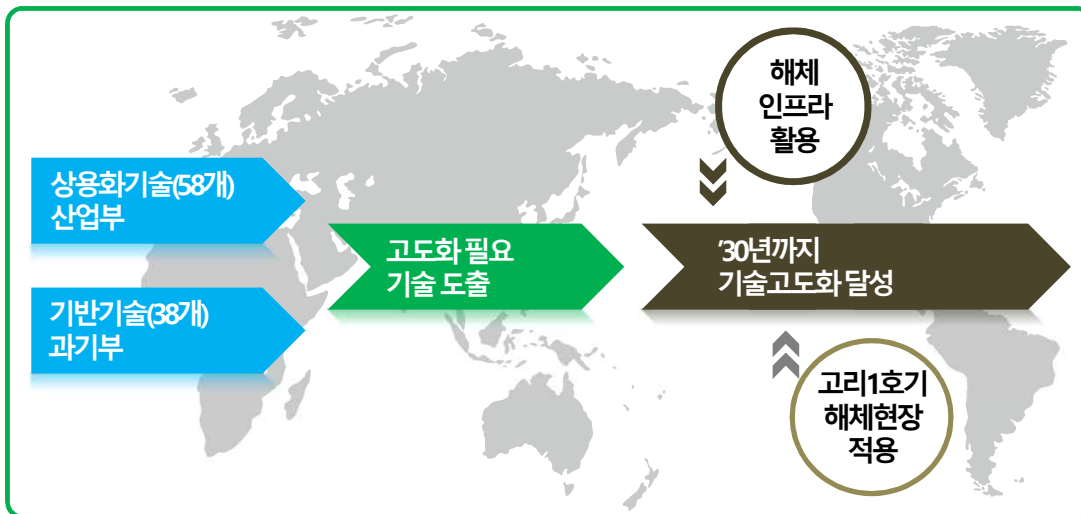 상용화기술(58개)
산업부
기반기술(38개)
과기부
고도화 필요
기술 도출
해체
인프라
활용
'30년까지
기술고도화 달성
고리1호기
해체현장
적용